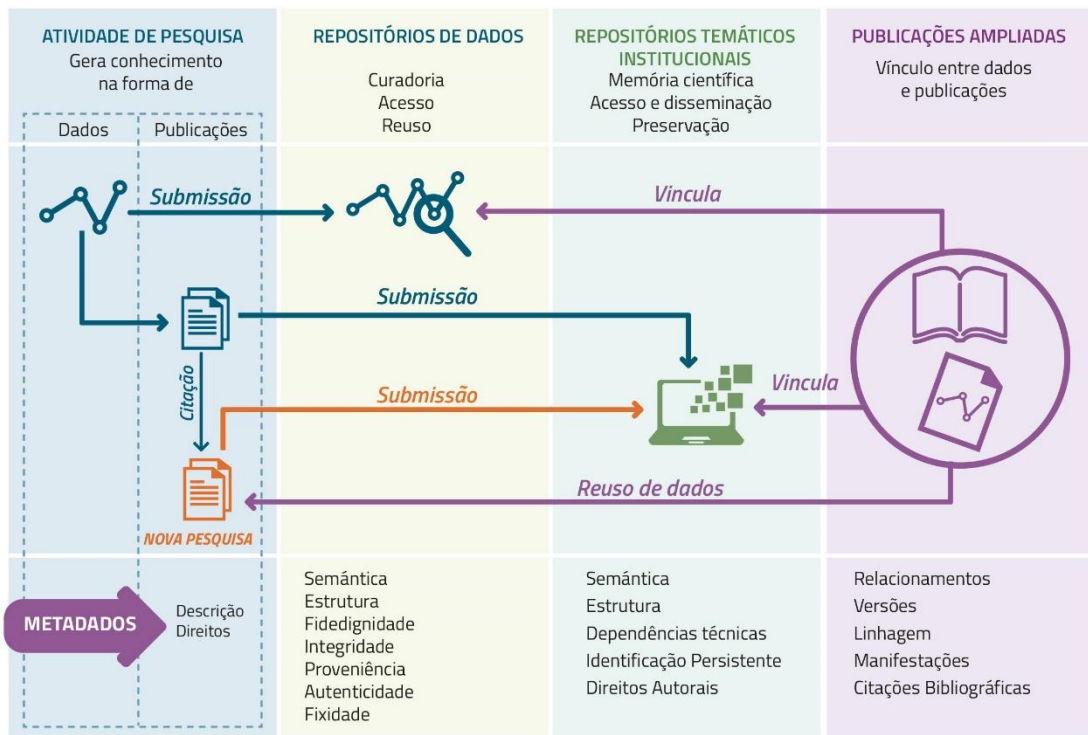 ATIVIDADE DE PESQUISA
Gera conhecimento
na forma de
Dados
Publicações
REPOSITÓRIOS DE DADOS
Curadoria
Acesso
Reuso
REPOSITÓRIOS TEMÁTICOS
INSTITUCIONAIS
Memória científica
Acesso e disseminação
Preservação
PUBLICAÇÕES AMPLIADAS
Vínculo entre dados
e publicações
Submissão
Vincula
Submissão
Citação
Submissão
Vincula
Reuso de dados
NOVA PESQUISA
METADADOS
Descrição
Direitos
Semántica
Estrutura
Fidedignidade
Integridade
Proveniência
Autenticidade
Fixidade
Semántica
Estrutura
Dependências técnicas
Identificação Persistente
Direitos Autorais
Relacionamentos
Versões
Linhagem
Manifestações
Citações Bibliográficas